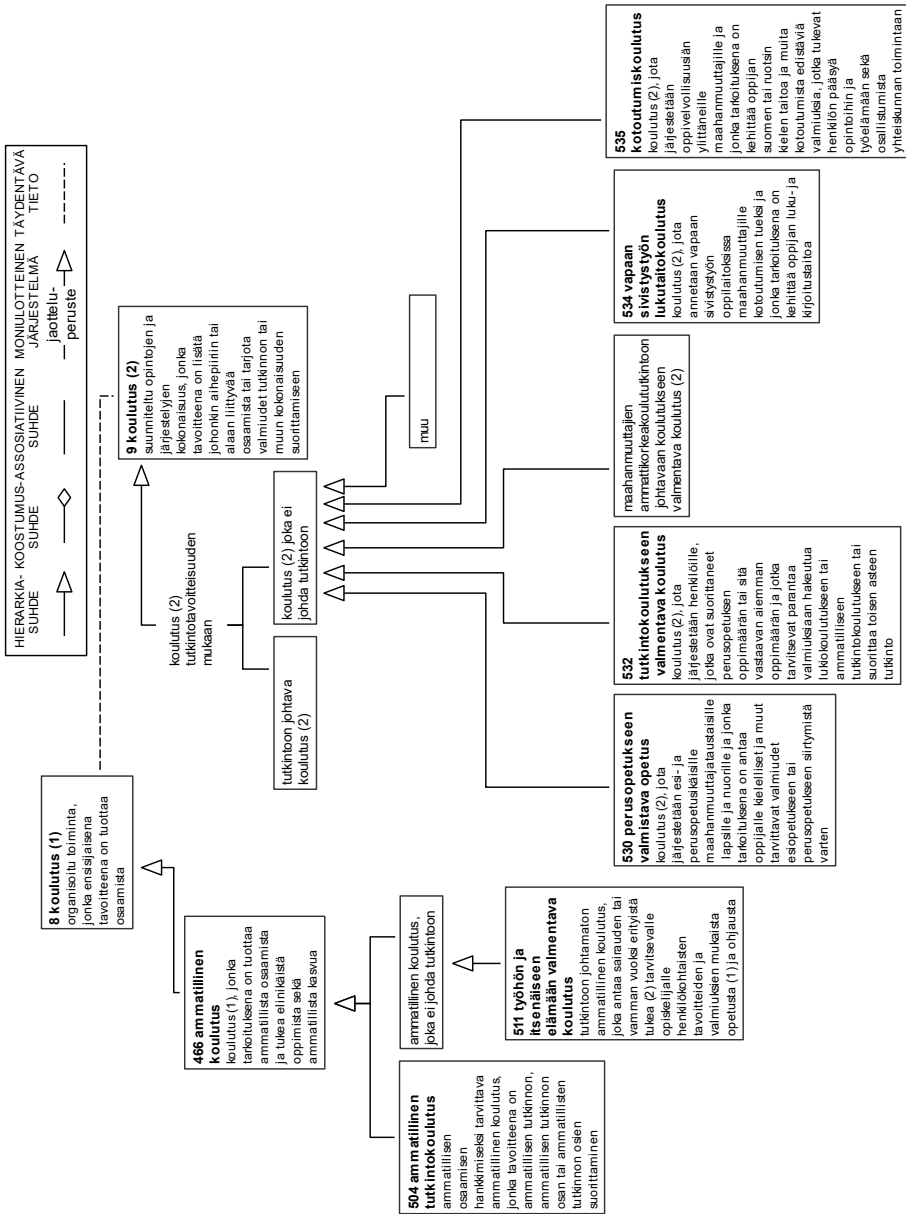 HIERARKIA-
SUHDE
KOOSTUMUS-
SUHDE
ASSOSIATIIVINEN
SUHDE
MONIULOTTEINEN
JÄRJESTELMÄ
TÄYDENTÄVÄ
TIETO
jaottelu-
peruste
8 koulutus (1)
organisoitu toiminta,
jonka ensisijaisena
tavoitteena on tuottaa
osaamista
9 koulutus (2)
suunniteltu opintojen ja
järjestelyjen
kokonaisuus, jonka
tavoitteena on lisätä
johonkin aihepiiriin tai
alaan liittyvää
osaamista tai tarjota
valmiudet tutkinnon tai
muun kokonaisuuden
suorittamiseen
466 ammatillinen
koulutus
koulutus (1), jonka
tarkoituksena on tuottaa
ammatillista osaamista
ja tukea elinikäistä
oppimista sekä
ammatillista kasvua
koulutus (2)
tutkintotavoitteisuuden
mukaan
tutkintoon johtava
koulutus (2)
koulutus (2) joka ei
johda tutkintoon
muu
504 ammatillinen
tutkintokoulutus
ammatillisen
osaamisen
hankkimiseksi tarvittava
ammatillinen koulutus,
jonka tavoitteena on
ammatillisen tutkinnon,
ammatillisen tutkinnon
osan tai ammatillisten
tutkinnon osien
suorittaminen
ammatillinen koulutus,
joka ei johda tutkintoon
511 työhön ja
itsenäiseen
elämään valmentava
koulutus
tutkintoon johtamaton
ammatillinen koulutus,
joka antaa sairauden tai
vamman vuoksi erityistä
tukea (2) tarvitsevalle
opiskelijalle
henkilökohtaisten
tavoitteiden ja
valmiuksien mukaista
opetusta (1) ja ohjausta
530 perusopetukseen
valmistava opetus
koulutus (2), jota
järjestetään esi- ja
perusopetusikäisille
maahanmuuttajataustaisille
lapsille ja nuorille ja jonka
tarkoituksena on antaa
oppijalle kielelliset ja muut
tarvittavat valmiudet
esiopetukseen tai
perusopetukseen siirtymistä
varten
532
tutkintokoulutukseen
valmentava koulutus
koulutus (2), jota
järjestetään henkilöille,
jotka ovat suorittaneet
perusopetuksen
oppimäärän tai sitä
vastaavan aiemman
oppimäärän ja jotka
tarvitsevat parantaa
valmiuksiaan hakeutua
lukiokoulutukseen tai
ammatilliseen
tutkintokoulutukseen tai
suorittaa toisen asteen
tutkinto
maahanmuuttajien
ammattikorkeakoulututkintoon
johtavaan koulutukseen
valmentava koulutus (2)
534 vapaan
sivistystyön
lukutaitokoulutus
koulutus (2), jota
annetaan vapaan
sivistystyön
oppilaitoksissa
maahanmuuttajille
kotoutumisen tueksi ja
jonka tarkoituksena on
kehittää oppijan luku- ja
kirjoitustaitoa
535
kotoutumiskoulutus
koulutus (2), jota
järjestetään
oppivelvollisuusiän
ylittäneille
maahanmuuttajille ja
jonka tarkoituksena on
kehittää oppijan
suomen tai ruotsin
kielen taitoa ja muita
kotoutumista edistäviä
valmiuksia, jotka tukevat
henkilön pääsyä
opintoihin ja
työelämään sekä
osallistumista
yhteiskunnan toimintaan